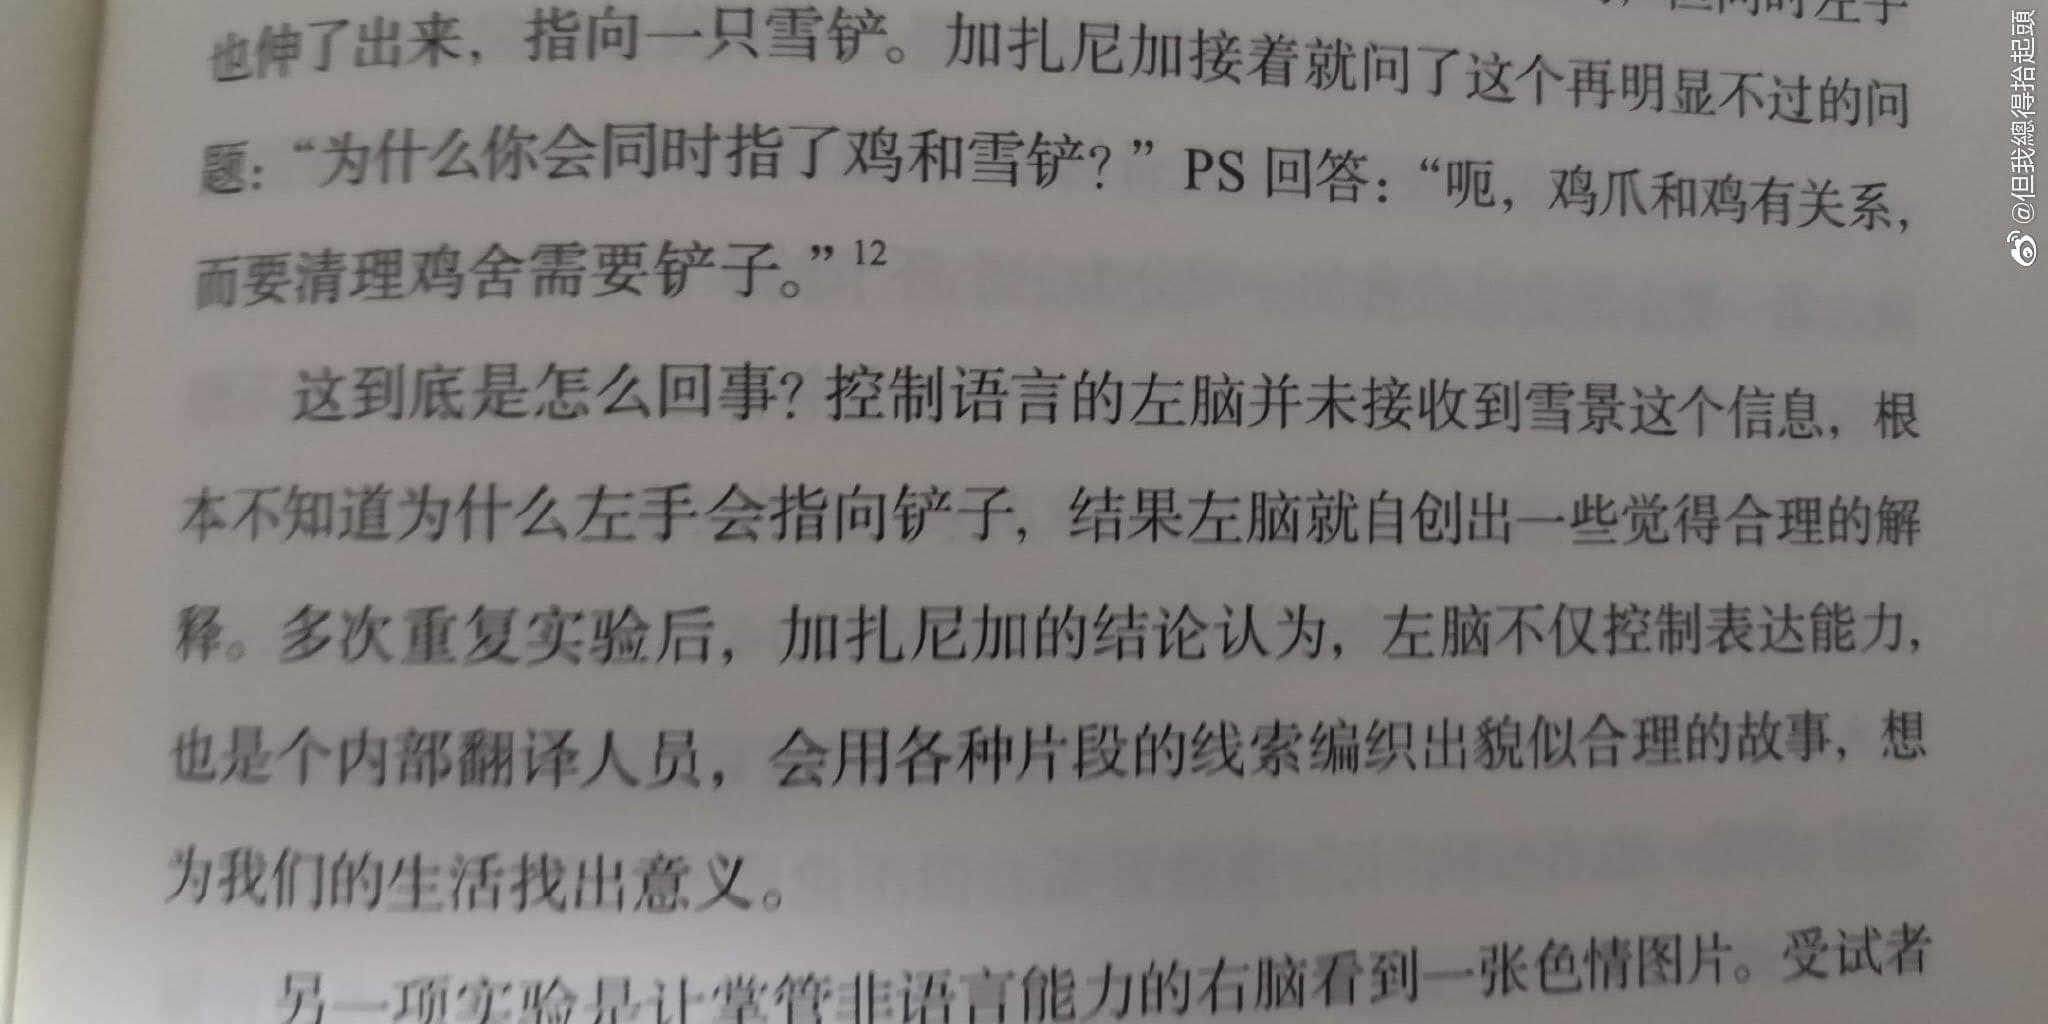 但同时左手
也伸了出来，指向一只雪铲。加扎尼加接着就问了这个再明显不过的问
题：“为什么你会同时指了鸡和雪铲？”PS 回答：“呃，鸡爪和鸡有关系，
而要清理鸡舍需要铲子。”12
这到底是怎么回事？控制语言的左脑并未接收到雪景这个信息，根
本不知道为什么左手会指向铲子，结果左脑就自创出一些觉得合理的解
释。多次重复实验后，加扎尼加的结论认为，左脑不仅控制表达能力，
也是个内部翻译人员，会用各种片段的线索编织出貌似合理的故事，想
为我们的生活找出意义。
另一项实验是让掌管非语言能力的右脑看到一张色情图片。受试者
@但我總得抬起頭